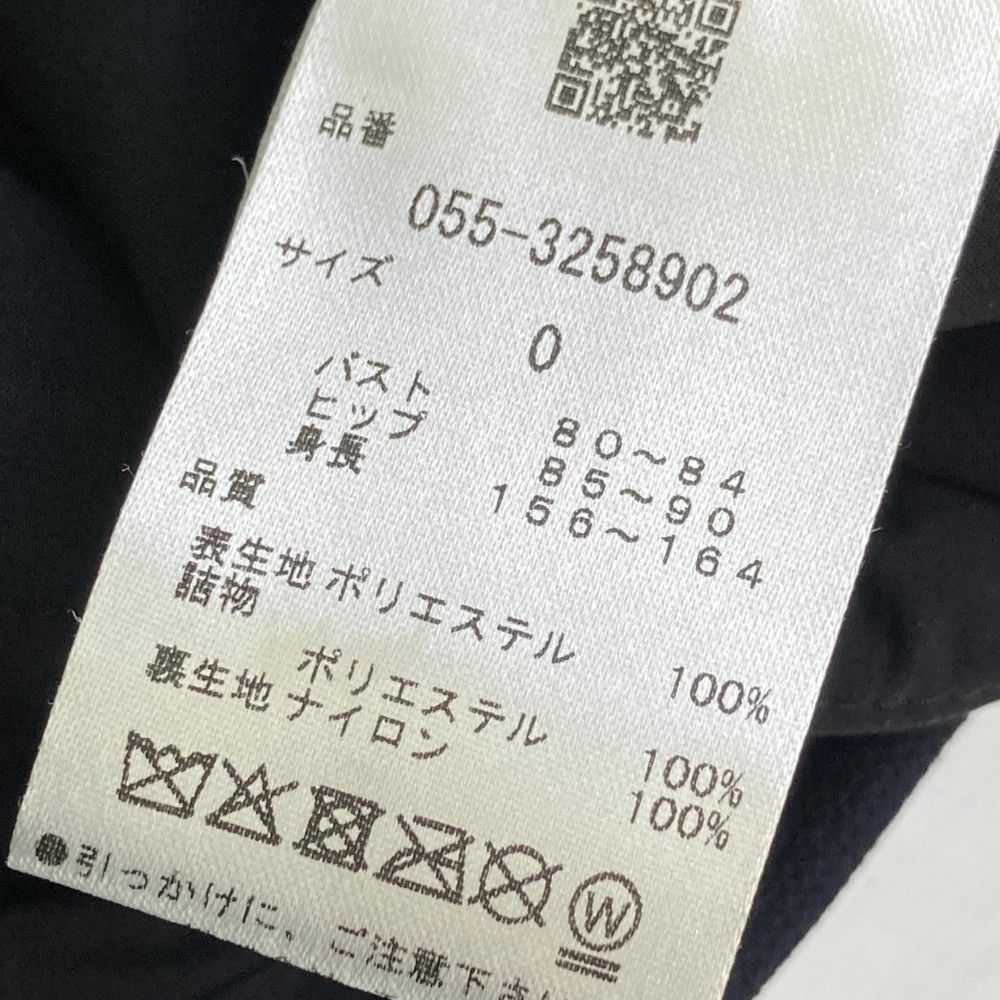 品番
055-3258902
サイズ
0
バスト 80~84
ヒップ 85~90
身長 156~164
品質
表生地 ポリエステル 100%
詰物
ポリエステル 100%
裏生地 ナイロン 100%
W
●引っかけに、ご注意下さい